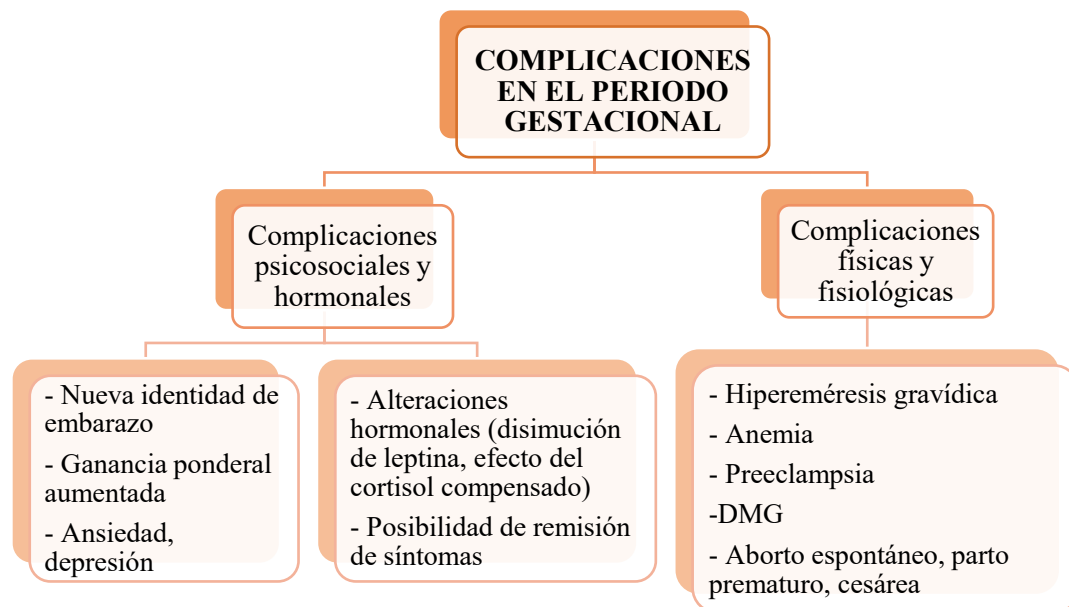 COMPLICACIONES
EN EL PERIODO
GESTACIONAL
Complicaciones
psicosociales y
hormonales
Complicaciones
físicas y
fisiológicas
- Nueva identidad de
embarazo
- Ganancia ponderal
aumentada
- Ansiedad,
depresión
- Alteraciones
hormonales (disimución
de leptina, efecto del
cortisol compensado)
- Posibilidad de remisión
de síntomas
- Hipereméresis gravídica
- Anemia
- Preeclampsia
-DMG
- Aborto espontáneo, parto
prematuro, cesárea